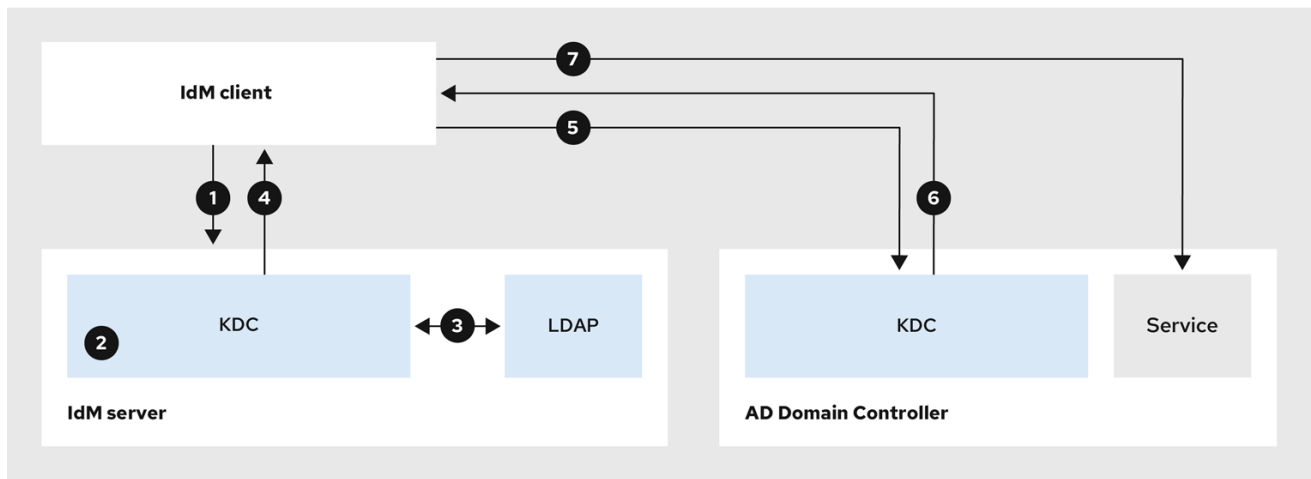 7
IdM client
5
1
4
6
KDC
3
LDAP
KDC
Service
2
IdM server
AD Domain Controller